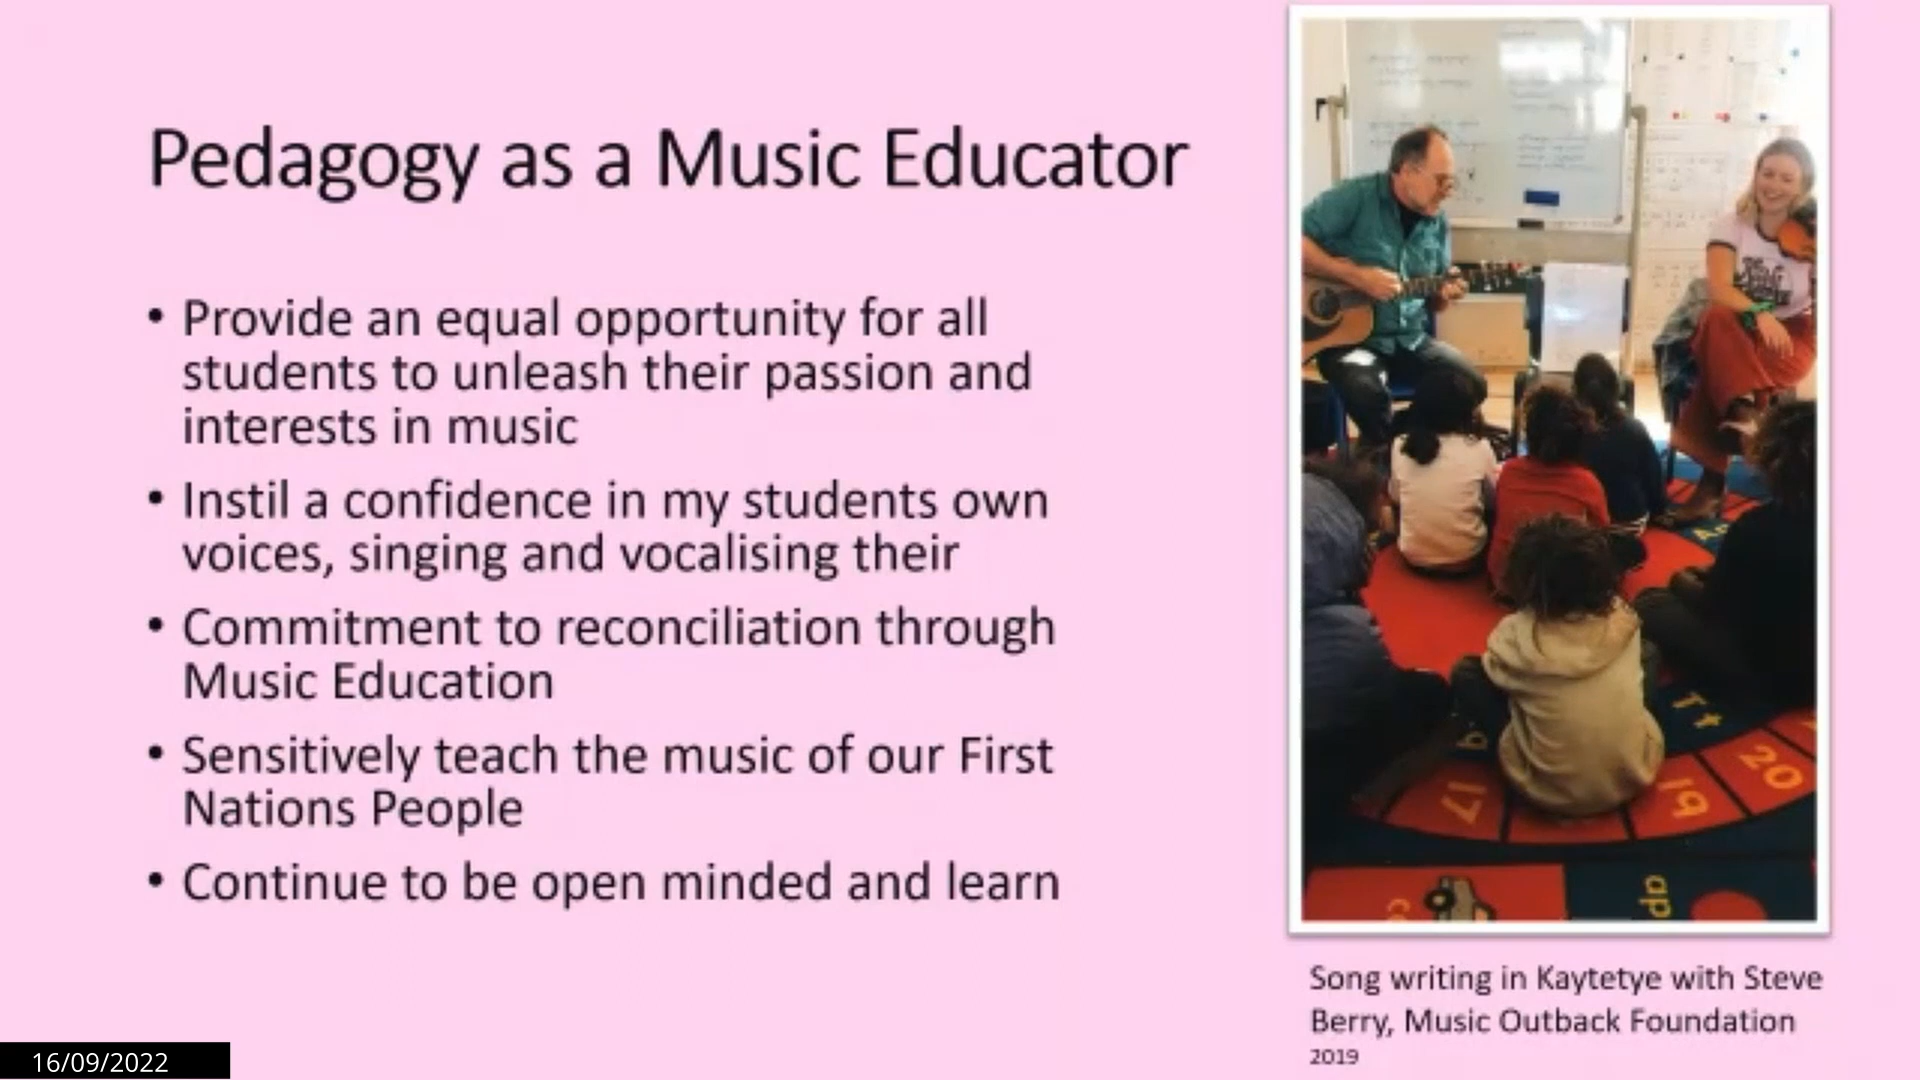 Pedagogy as a Music Educator
• Provide an equal opportunity for all
students to unleash their passion and
interests in music
• Instil a confidence in my students own
voices, singing and vocalising their
• Commitment to reconciliation through
Music Education
• Sensitively teach the music of our First
Nations People
• Continue to be open minded and learn
17
19
20
Song writing in Kaytetye with Steve
Berry, Music Outback Foundation
2019
16/09/2022